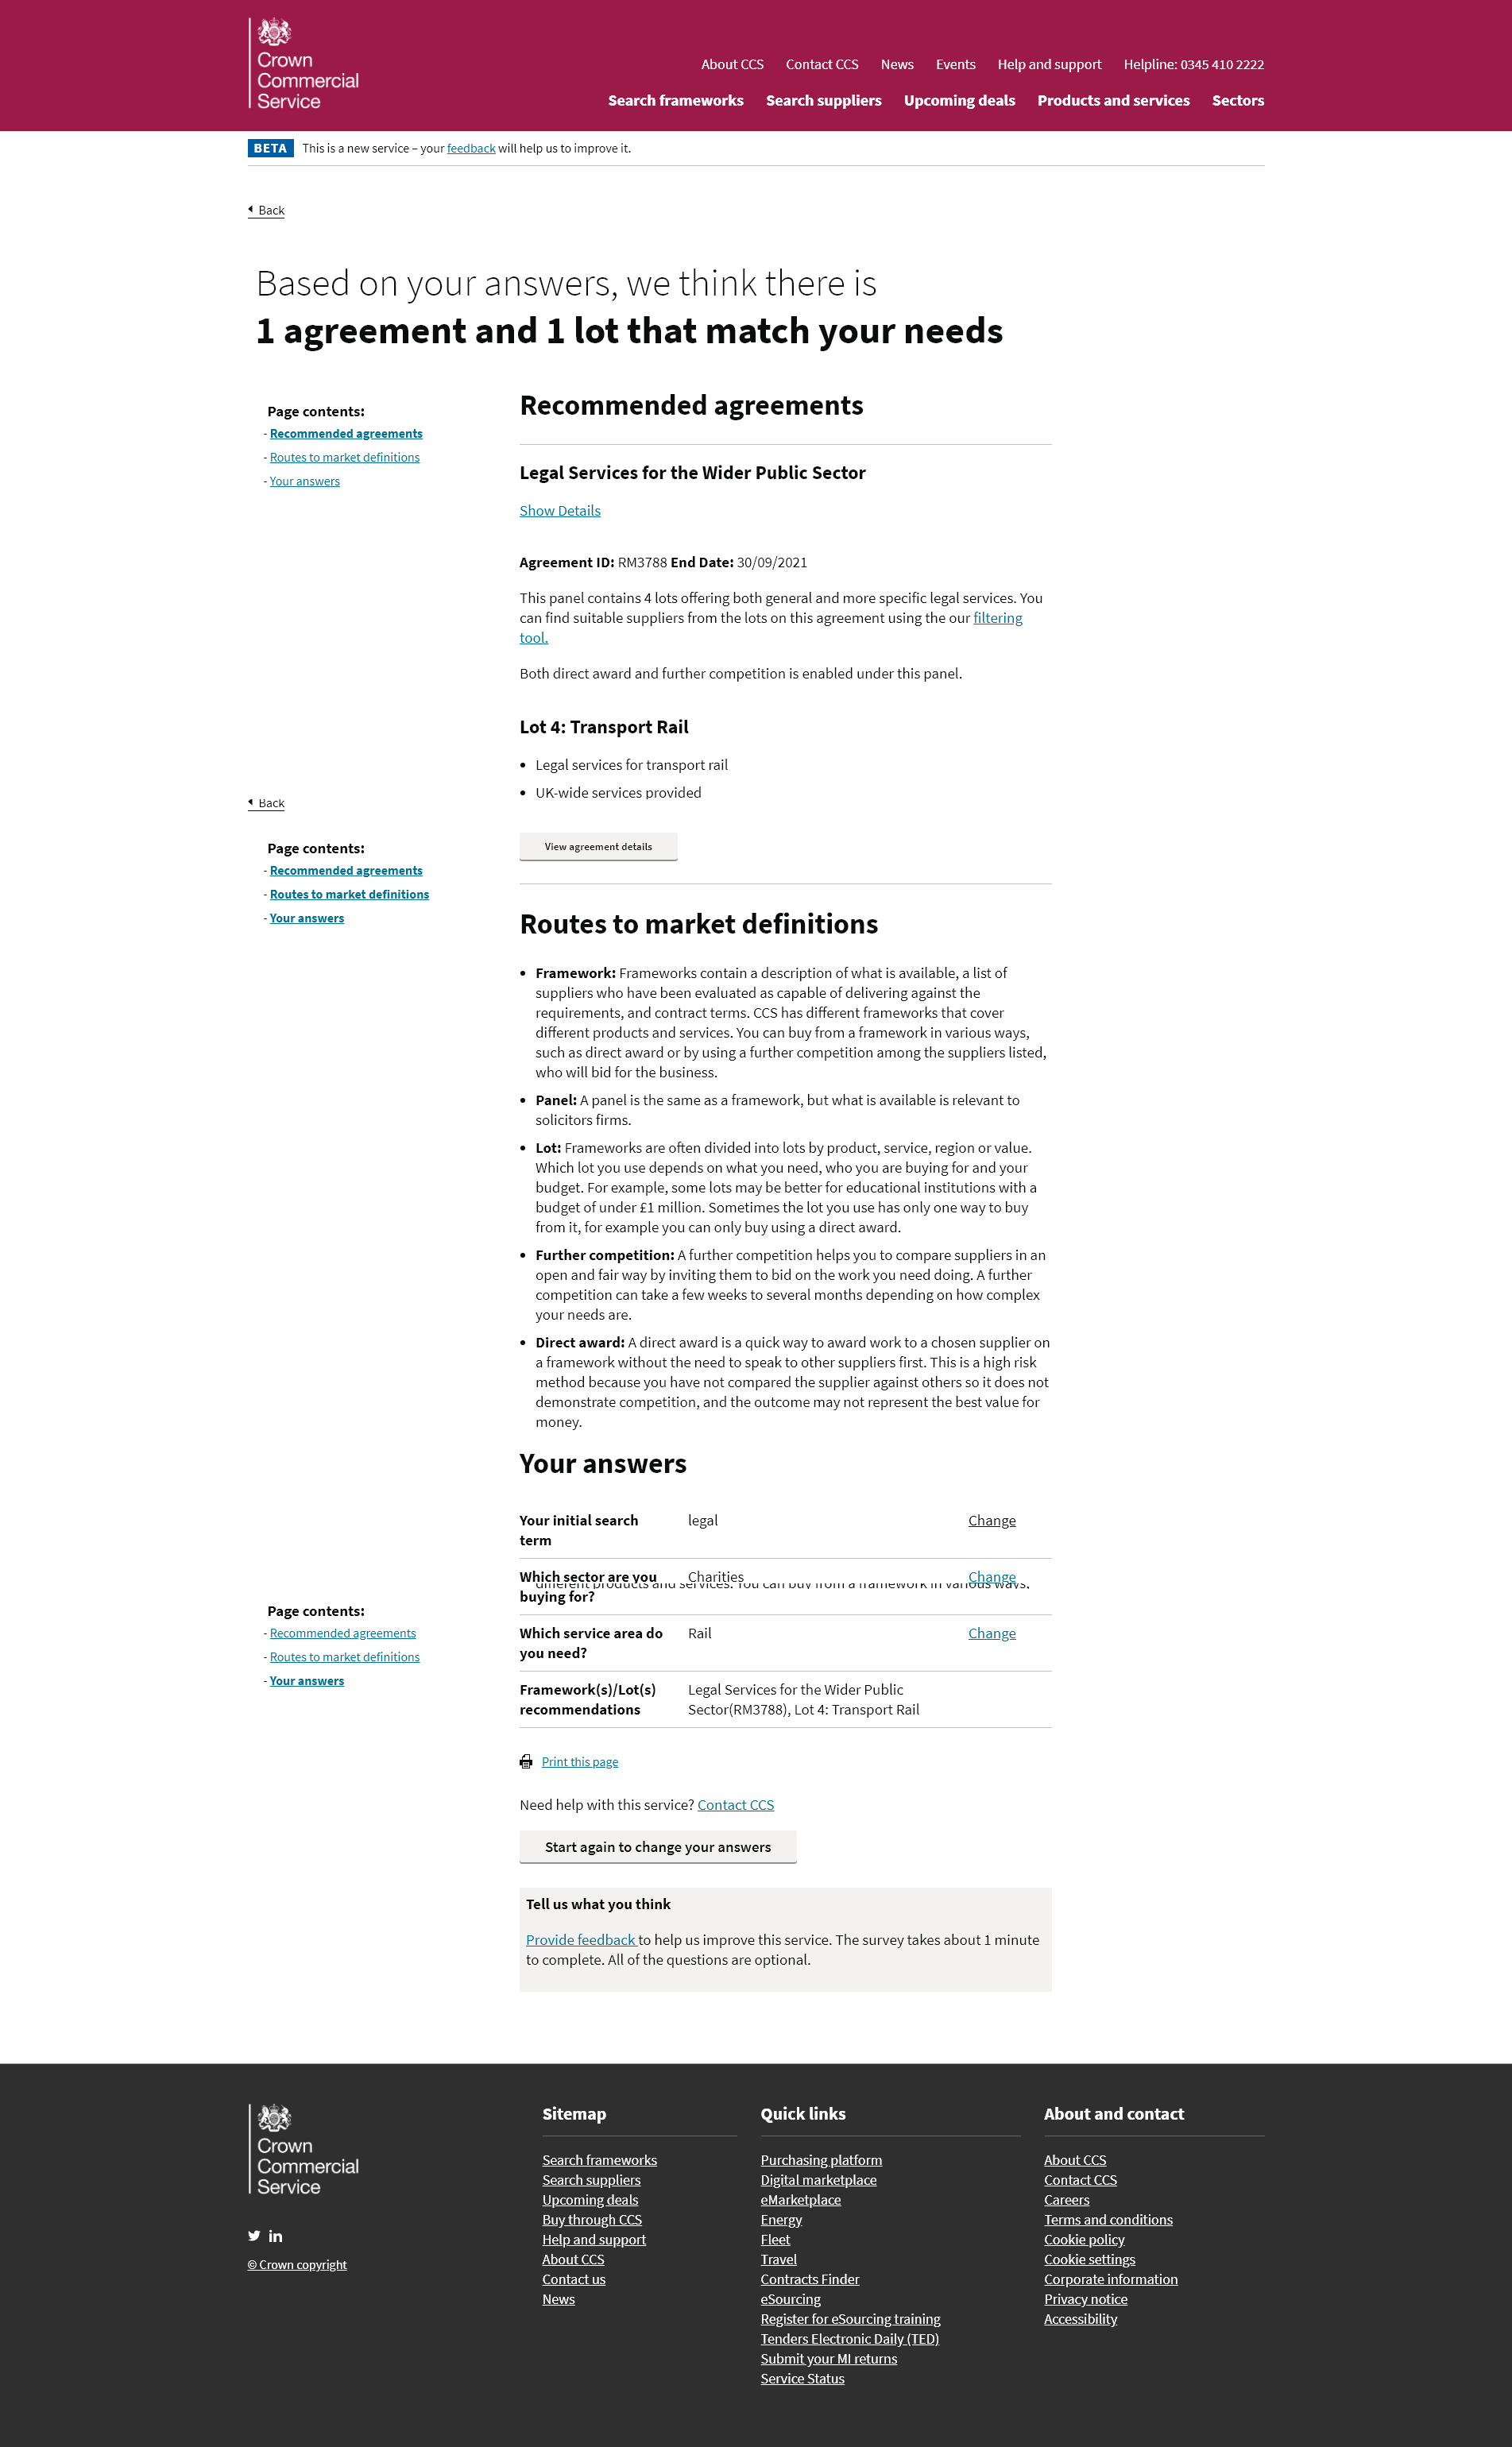 Crown
Commercial
Service
About CCS Contact CCS News Events Help and support Helpline: 0345 410 2222
Search frameworks Search suppliers Upcoming deals Products and services Sectors
BETA This is a new service – your feedback will help us to improve it.
Back
Based on your answers, we think there is
1 agreement and 1 lot that match your needs
Page contents:
- Recommended agreements
- Routes to market definitions
- Your answers
Recommended agreements
Legal Services for the Wider Public Sector
Show Details
Agreement ID: RM3788 End Date: 30/09/2021
This panel contains 4 lots offering both general and more specific legal services. You
can find suitable suppliers from the lots on this agreement using the our filtering
tool.
Both direct award and further competition is enabled under this panel.
Lot 4: Transport Rail
• Legal services for transport rail
• UK-wide services provided
Back
Page contents:
- Recommended agreements
- Routes to market definitions
- Your answers
View agreement details
Routes to market definitions
• Framework: Frameworks contain a description of what is available, a list of
suppliers who have been evaluated as capable of delivering against the
requirements, and contract terms. CCS has different frameworks that cover
different products and services. You can buy from a framework in various ways,
such as direct award or by using a further competition among the suppliers listed,
who will bid for the business.
• Panel: A panel is the same as a framework, but what is available is relevant to
solicitors firms.
• Lot: Frameworks are often divided into lots by product, service, region or value.
Which lot you use depends on what you need, who you are buying for and your
budget. For example, some lots may be better for educational institutions with a
budget of under £1 million. Sometimes the lot you use has only one way to buy
from it, for example you can only buy using a direct award.
• Further competition: A further competition helps you to compare suppliers in an
open and fair way by inviting them to bid on the work you need doing. A further
competition can take a few weeks to several months depending on how complex
your needs are.
• Direct award: A direct award is a quick way to award work to a chosen supplier on
a framework without the need to speak to other suppliers first. This is a high risk
method because you have not compared the supplier against others so it does not
demonstrate competition, and the outcome may not represent the best value for
money.
Your answers
Your initial search legal Change
term
Which sector are you Charities Change
different products and services. You can buy from a framework in various ways,
buying for?
Page contents:
- Recommended agreements
- Routes to market definitions
- Your answers
Which service area do Rail Change
you need?
Framework(s)/Lot(s) Legal Services for the Wider Public
recommendations Sector(RM3788), Lot 4: Transport Rail
Print this page
Need help with this service? Contact CCS
Start again to change your answers
Tell us what you think
Provide feedback to help us improve this service. The survey takes about 1 minute
to complete. All of the questions are optional.
Crown
Commercial
Service
in
© Crown copyright
Sitemap
Search frameworks
Search suppliers
Upcoming deals
Buy through CCS
Help and support
About CCS
Contact us
News
Quick links
Purchasing platform
Digital marketplace
eMarketplace
Energy
Fleet
Travel
Contracts Finder
eSourcing
Register for eSourcing training
Tenders Electronic Daily (TED)
Submit your MI returns
Service Status
About and contact
About CCS
Contact CCS
Careers
Terms and conditions
Cookie policy
Cookie settings
Corporate information
Privacy notice
Accessibility